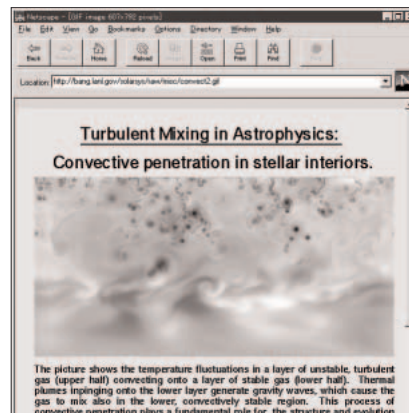 Netscape - [GIF image 607x792 pixels]
File Edit View Go Bookmarks Options Directory Window Help
Back Home Reload Open Print Find
Location: http://bang.lanl.gov/solarsys/raw/misc/convect2.gif
Turbulent Mixing in Astrophysics:
Convective penetration in stellar interiors.
The picture shows the temperature fluctuations in a layer of unstable, turbulent
gas (upper half) convecting onto a layer of stable gas (lower half). Thermal
plumes impinging onto the lower layer generate gravity waves, which cause the
gas to mix also in the lower, convectively stable region. This process of
convective penetration plays a fundamental role for the structure and evolution